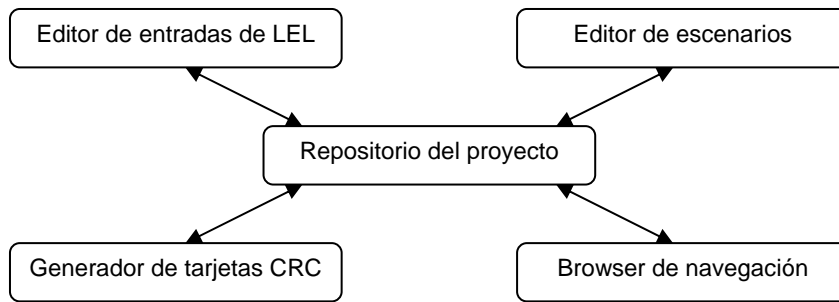 Editor de entradas de LEL
Editor de escenarios
Repositorio del proyecto
Generador de tarjetas CRC
Browser de navegación